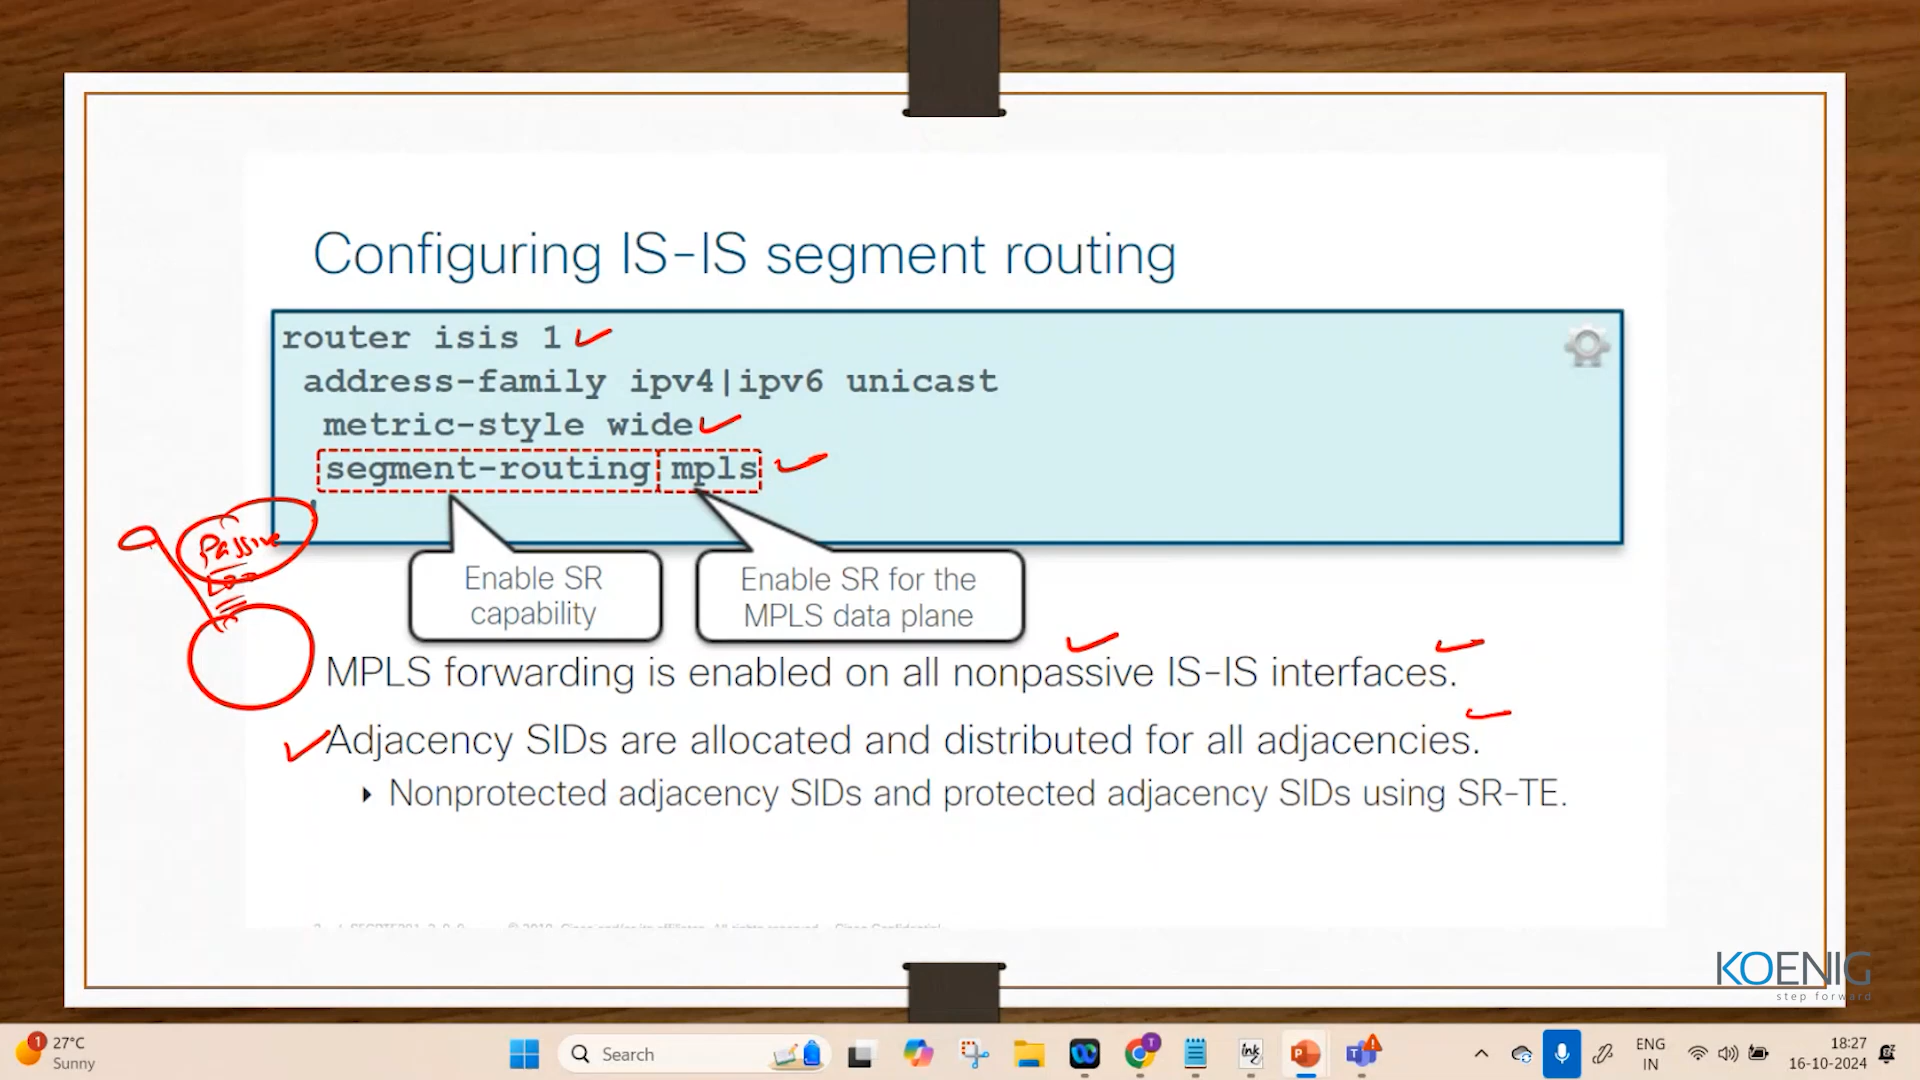 Configuring IS-IS segment routing
router isis 1
address-family ipv4|ipv6 unicast
metric-style wide
segment-routing mpls
Passive
Enable SR
capability
Enable SR for the
MPLS data plane
MPLS forwarding is enabled on all nonpassive IS-IS interfaces.
Adjacency SIDs are allocated and distributed for all adjacencies.
Nonprotected adjacency SIDs and protected adjacency SIDs using SR-TE.
KOENIG
step forward
1
27°C
Sunny
Search
ENG
IN
18:27
16-10-2024